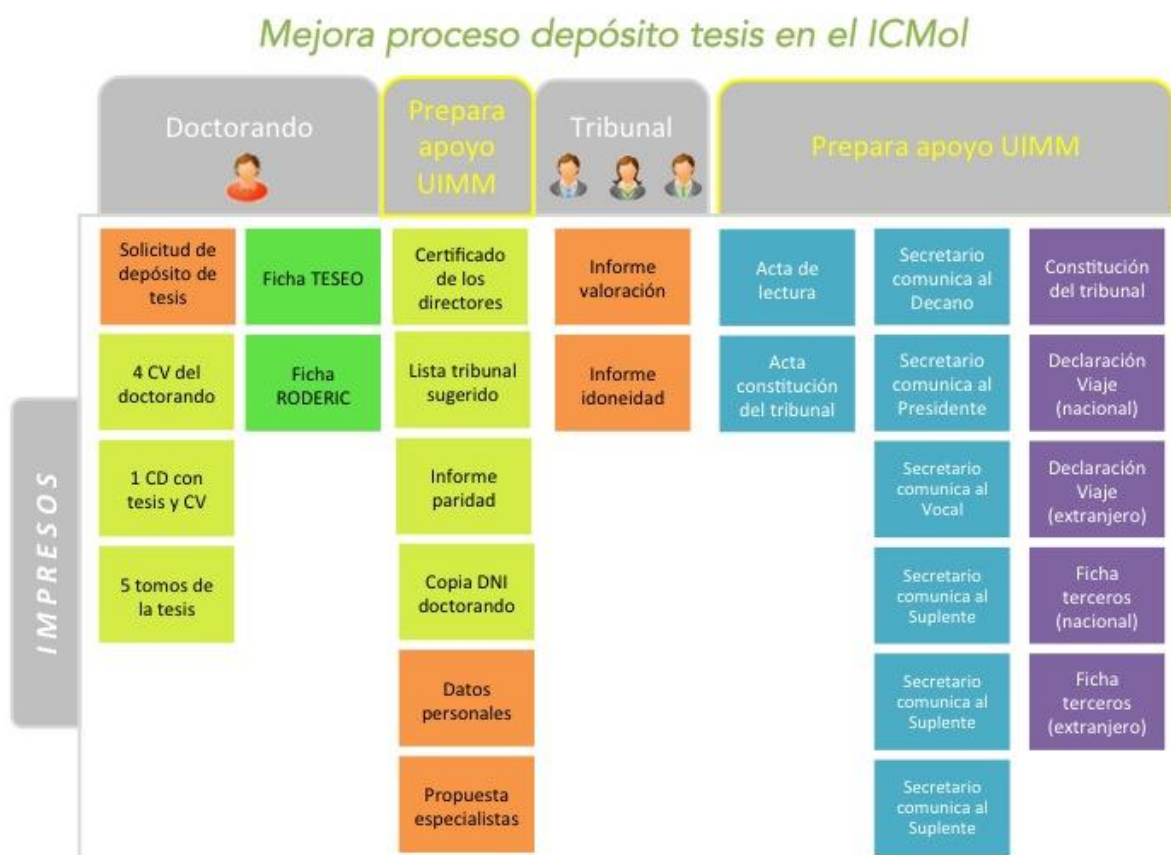 Mejora proceso depósito tesis en el ICMol
Doctorando
Prepara
apoyo
UIMM
Tribunal
Prepara apoyo UIMM
IMPRESOS
Solicitud de
depósito de
tesis
4 CV del
doctorando
1 CD con
tesis y CV
5 tomos de
la tesis
Ficha TESEO
Ficha
RODERIC
Certificado
de los
directores
Lista tribunal
sugerido
Informe
paridad
Copia DNI
doctorando
Datos
personales
Propuesta
especialistas
Informe
valoración
Informe
idoneidad
Acta de
lectura
Acta
constitución
del tribunal
Secretario
comunica al
Decano
Secretario
comunica al
Presidente
Secretario
comunica al
Vocal
Secretario
comunica al
Suplente
Secretario
comunica al
Suplente
Secretario
comunica al
Suplente
Constitución
del tribunal
Declaración
Viaje
(nacional)
Declaración
Viaje
(extranjero)
Ficha
terceros
(nacional)
Ficha
terceros
(extranjero)